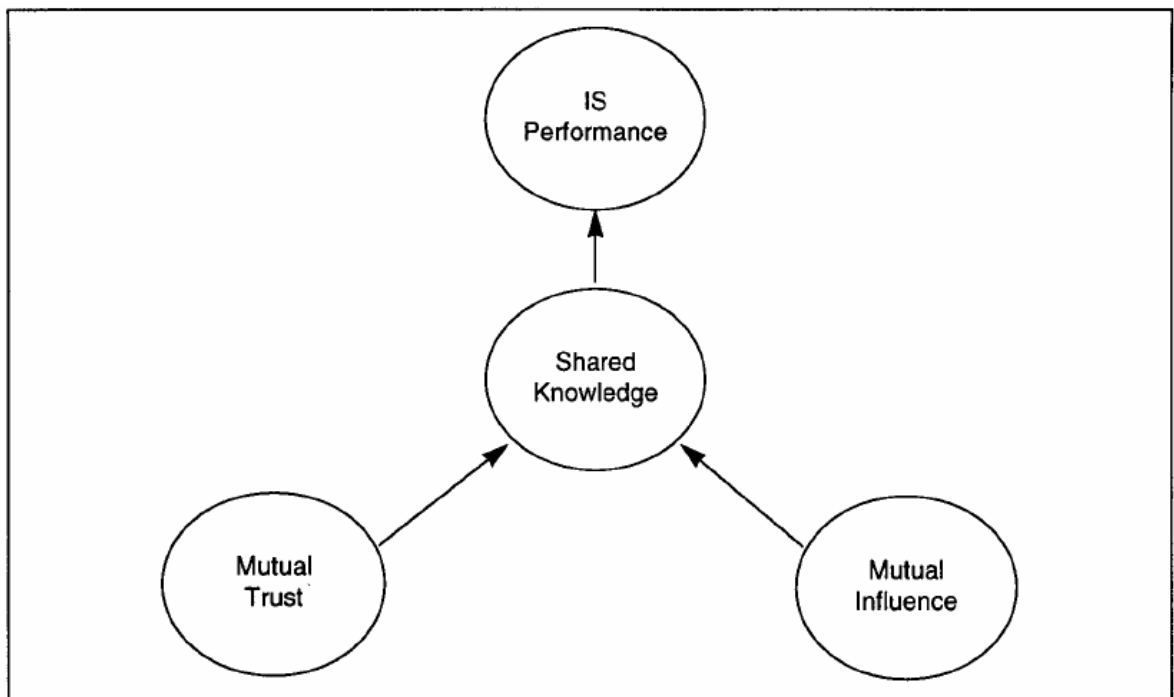 IS
Performance
Shared
Knowledge
Mutual
Trust
Mutual
Influence